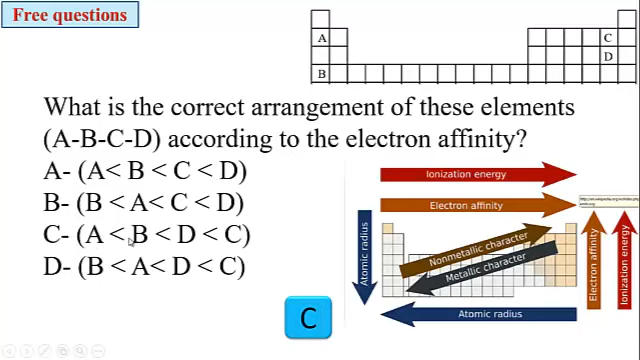 Free questions
A
C
D
B
What is the correct arrangement of these elements
(A-B-C-D) according to the electron affinity?
A- (A< B < C < D)
B- (B < A< C < D)
C- (A < B < D < C)
D- (B < A< D < C)
C
Ionization energy
Electron affinity
Atomic radius
Nonmetallic character
Metallic character
Electron affinity
Ionization energy
Atomic radius